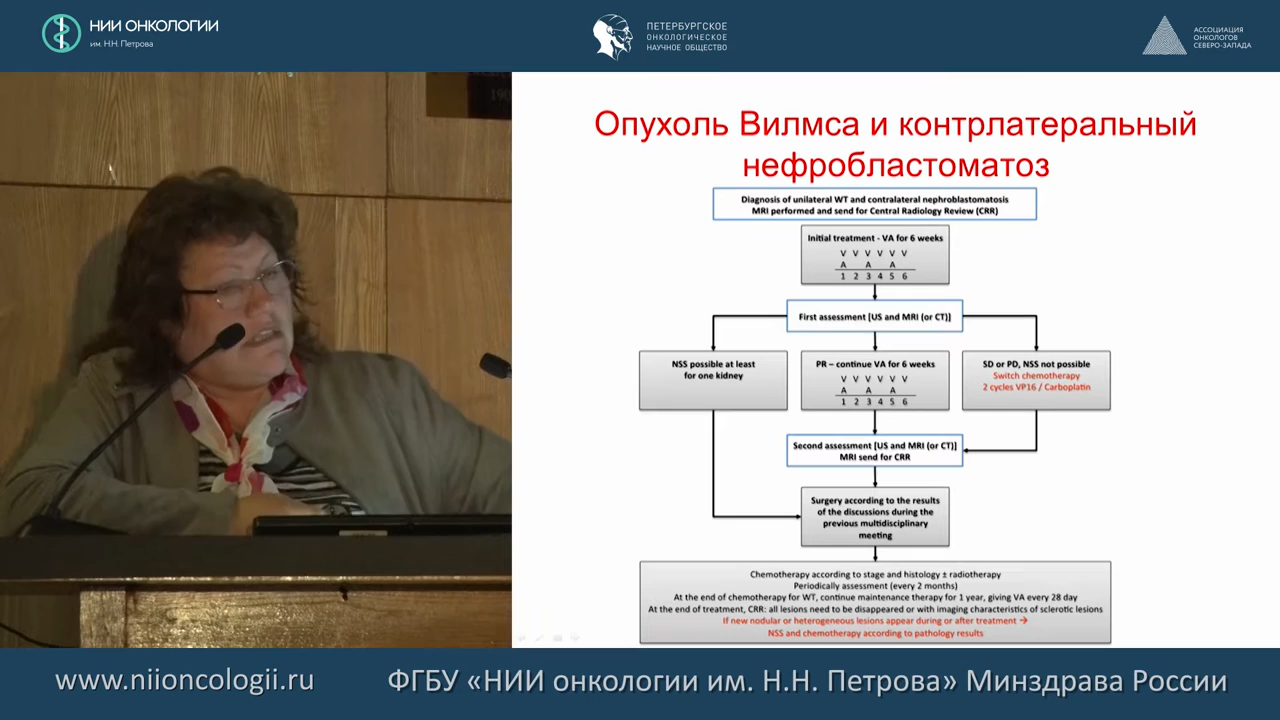 НИИ ОНКОЛОГИИ
им. Н.Н. Петрова
ПЕТЕРБУРГСКОЕ
ОНКОЛОГИЧЕСКОЕ
НАУЧНОЕ ОБЩЕСТВО
АССОЦИАЦИЯ
ОНКОЛОГОВ
СЕВЕРО-ЗАПАДА
Опухоль Вилмса и контрлатеральный
нефробластоматоз
Diagnosis of unilateral WT and contralateral nephroblastomatosis
MRI performed and send for Central Radiology Review (CRR)
Initial treatment - VA for 6 weeks
V V V V V V
A A A
1 2 3 4 5 6
First assessment [US and MRI (or CT)]
NSS possible at least
for one kidney
PR – continue VA for 6 weeks
V V V V V V
A A A
1 2 3 4 5 6
SD or PD, NSS not possible
Switch chemotherapy
2 cycles VP16 / Carboplatin
Second assessment [US and MRI (or CT)]
MRI send for CRR
Surgery according to the results
of the discussions during the
previous multidisciplinary
meeting
Chemotherapy according to stage and histology ± radiotherapy
Periodically assessment (every 2 months)
At the end of chemotherapy for WT, continue maintenance therapy for 1 year, giving VA every 28 day
At the end of treatment, CRR: all lesions need to be disappeared or with imaging characteristics of sclerotic lesions
If new nodular or heterogeneous lesions appear during or after treatment →
NSS and chemotherapy according to pathology results
www.niioncologii.ru
ФГБУ «НИИ онкологии им. Н.Н. Петрова» Минздрава России